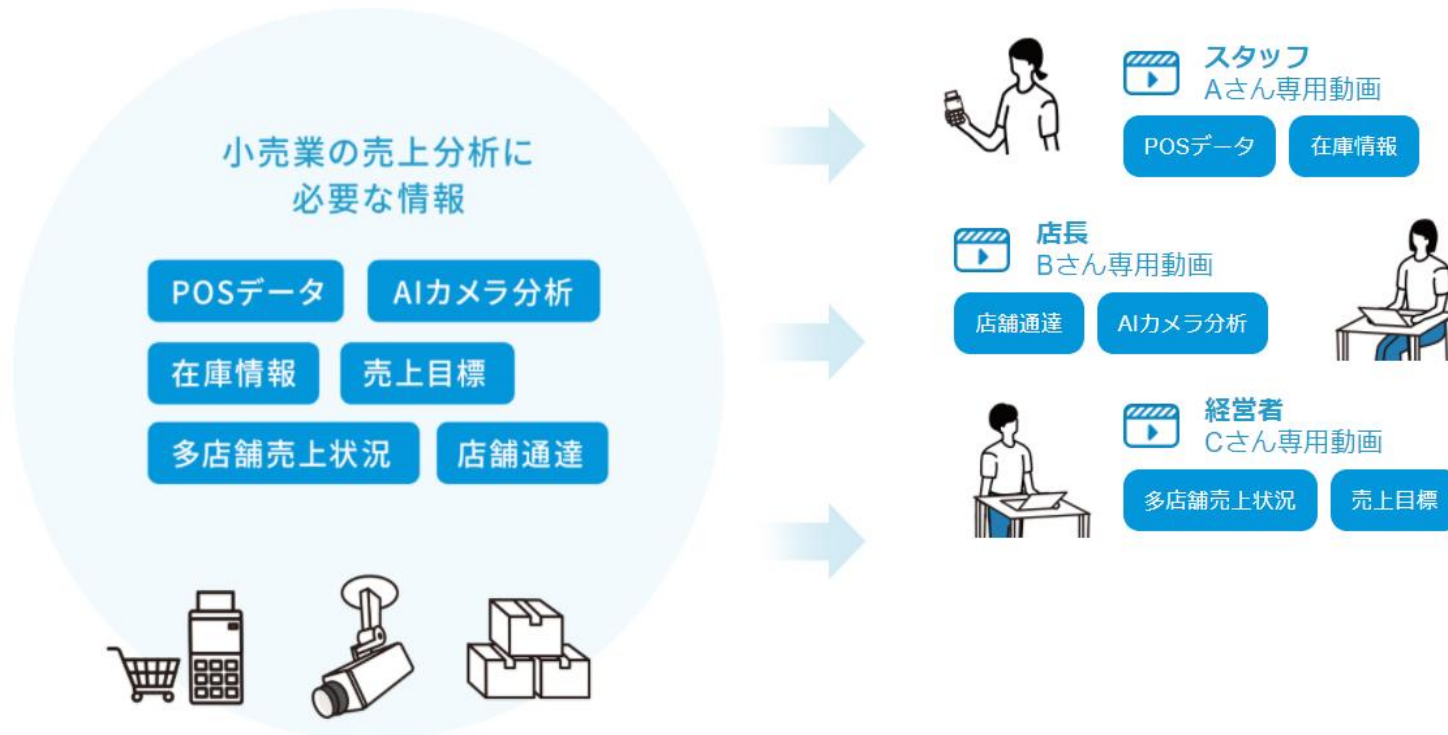 小売業の売上分析に
必要な情報
POSデータ
AIカメラ分析
在庫情報
売上目標
多店舗売上状況
店舗通達
スタッフ
Aさん専用動画
POSデータ
在庫情報
店長
Bさん専用動画
店舗通達
AIカメラ分析
経営者
Cさん専用動画
多店舗売上状況
売上目標